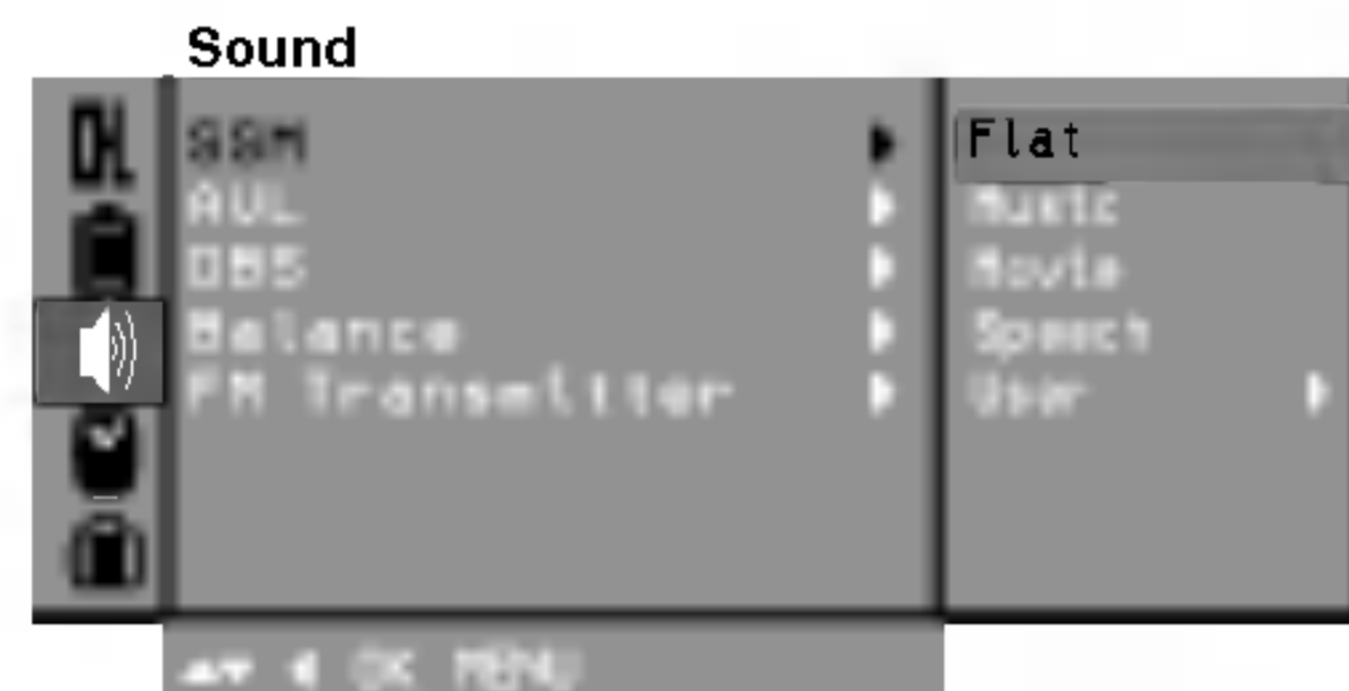 Sound
SSM
AVL
DBS
Balance
FM Transmitter
Flat
Music
Movie
Speech
User
OK MENU